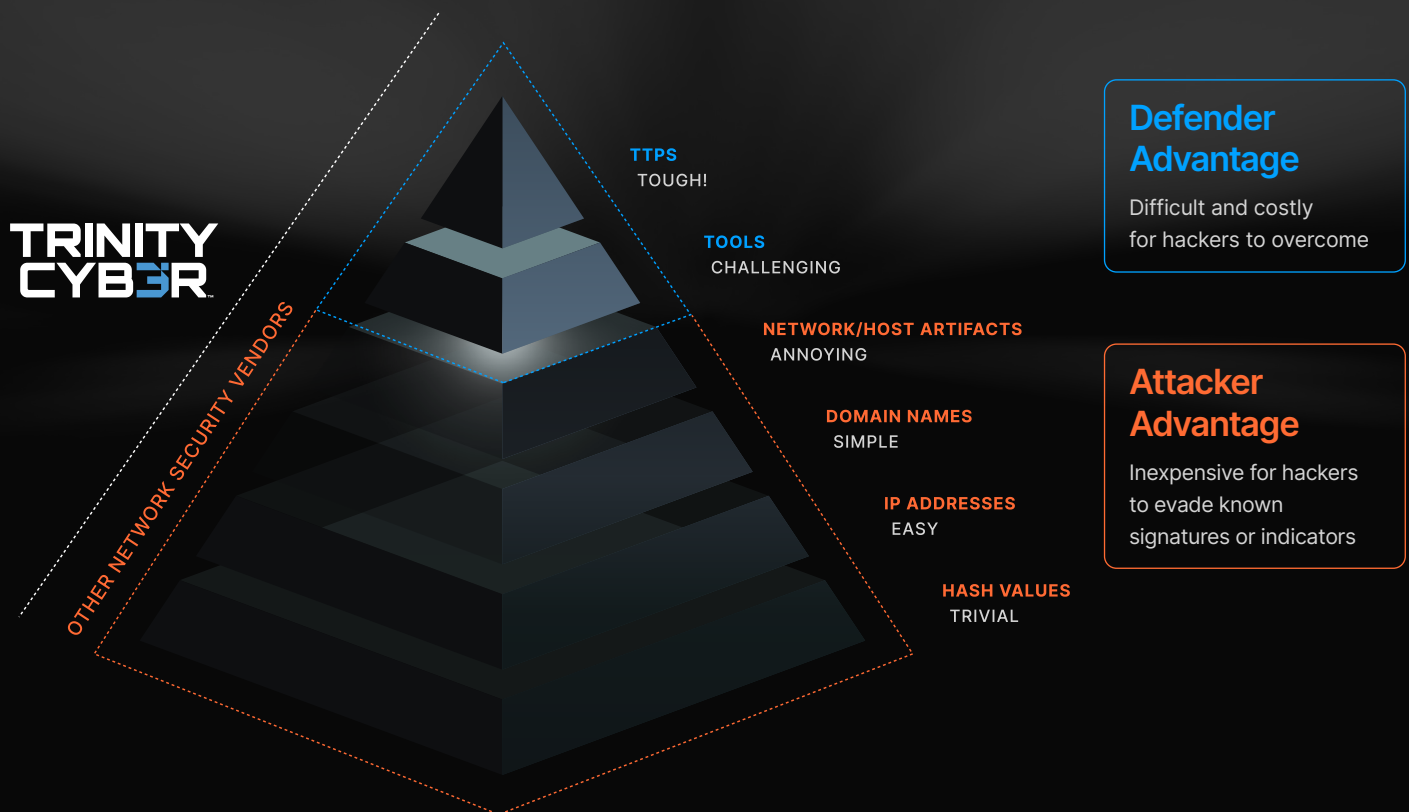 TRINITY
CYB3R™
OTHER NETWORK SECURITY VENDORS
TTPS
TOUGH!
TOOLS
CHALLENGING
NETWORK/HOST ARTIFACTS
ANNOYING
DOMAIN NAMES
SIMPLE
IP ADDRESSES
EASY
HASH VALUES
TRIVIAL
Defender
Advantage
Difficult and costly
for hackers to overcome
Attacker
Advantage
Inexpensive for hackers
to evade known
signatures or indicators